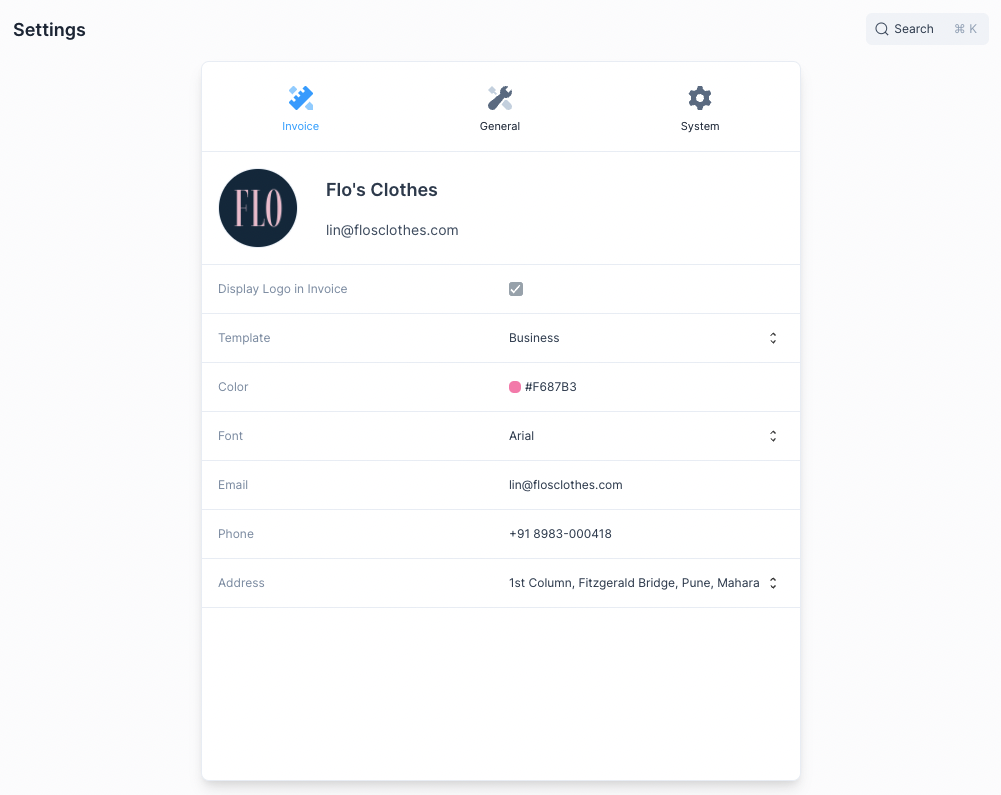 Settings
Search ⌘ K
Invoice
General
System
FLO
Flo's Clothes
lin@flosclothes.com
Display Logo in Invoice
Template Business
Color #F687B3
Font Arial
Email lin@flosclothes.com
Phone +91 8983-000418
Address 1st Column, Fitzgerald Bridge, Pune, Mahara